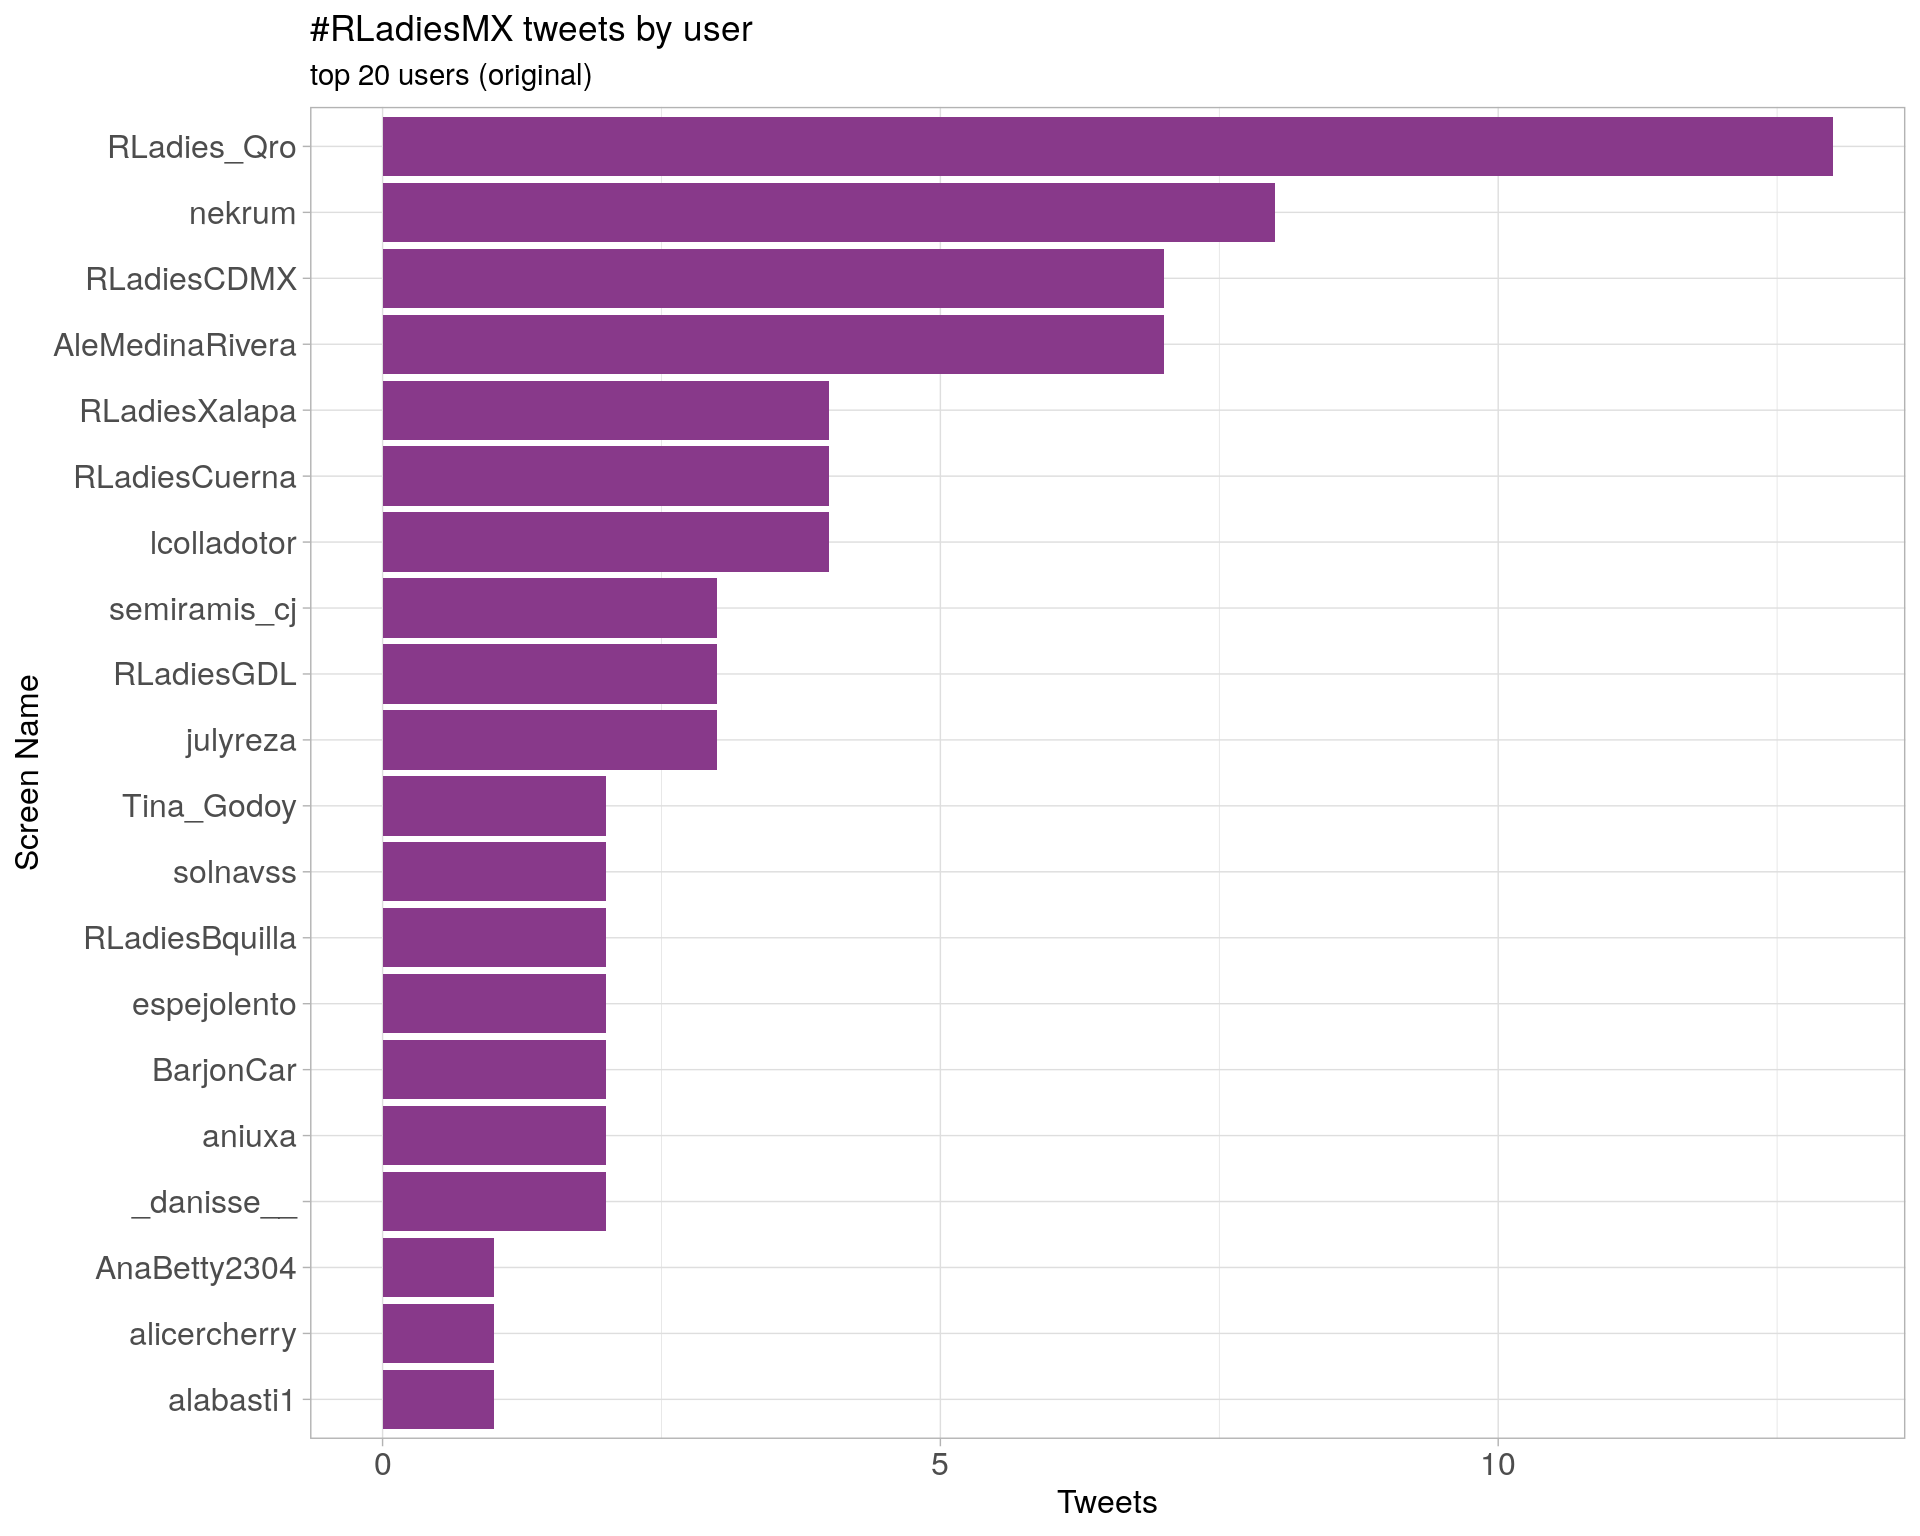 #RLadiesMX tweets by user
top 20 users (original)
RLadies_Qro
nekrum
RLadiesCDMX
AleMedinaRivera
RLadiesXalapa
RLadiesCuerna
lcolladotor
semiramis_cj
RLadiesGDL
julyreza
Tina_Godoy
solnavss
RLadiesBquilla
espejolento
BarjonCar
aniuxa
_danisse__
AnaBetty2304
alicercherry
alabasti1
Screen Name
0 5 10
Tweets